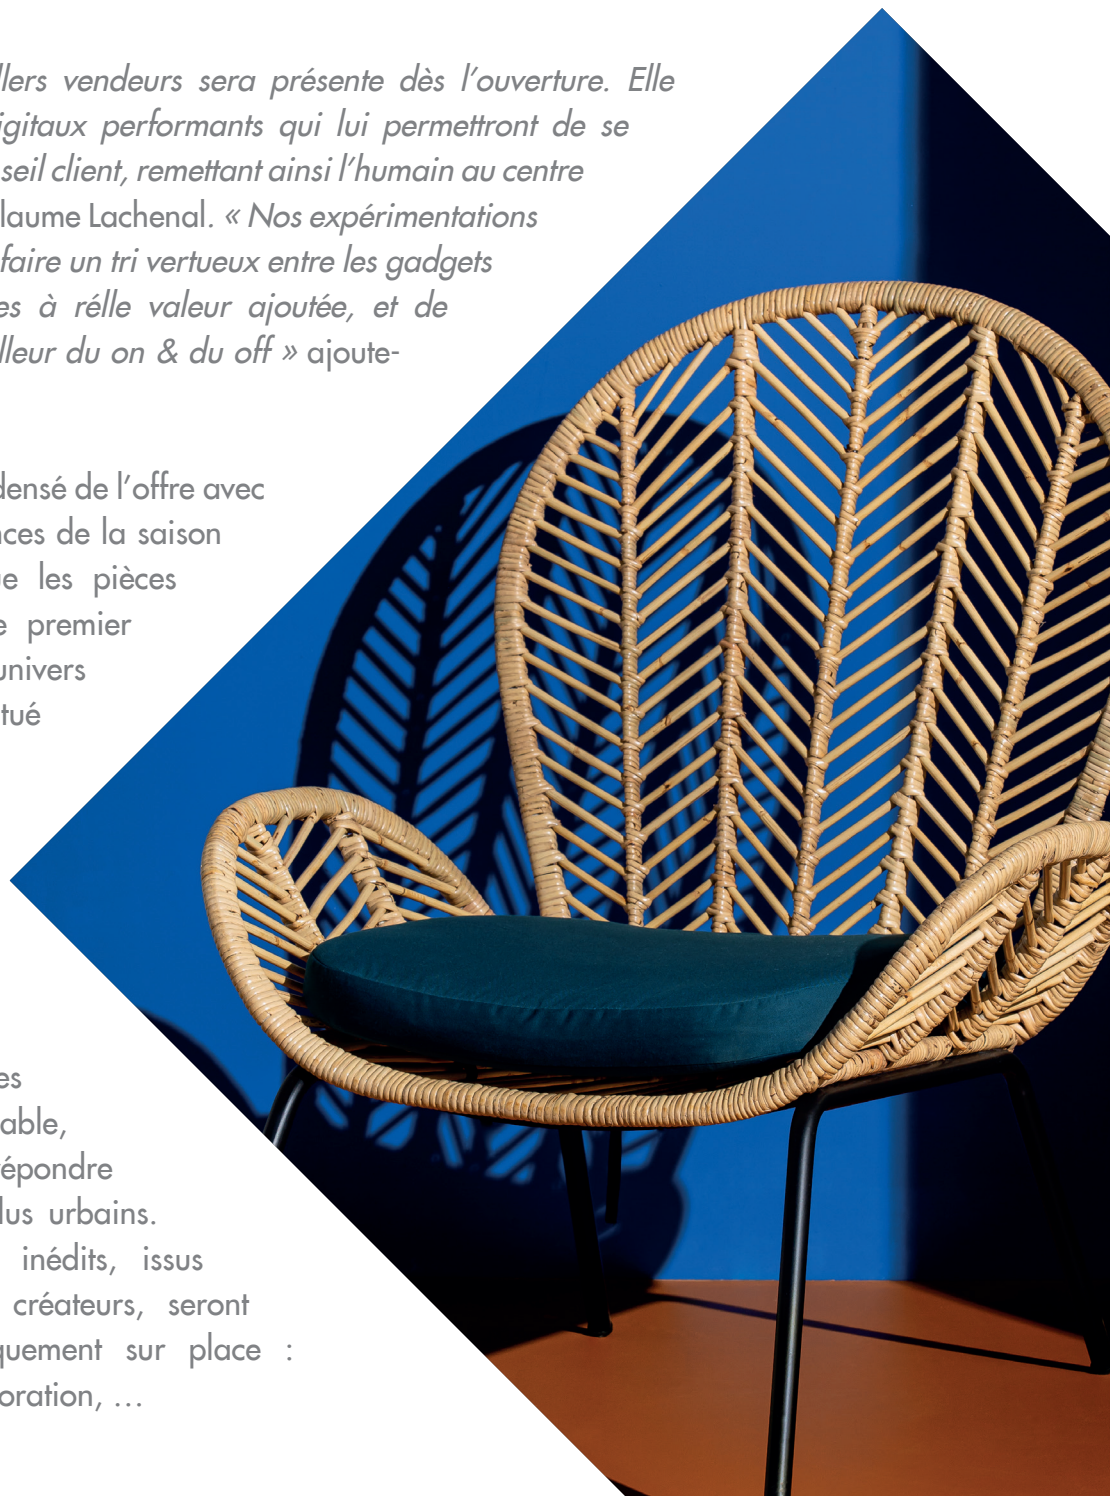 llers vendeurs sera présente dès l’ouverture. Elle
igitaux performants qui lui permettront de se
seil client, remettant ainsi l’humain au centre
laume Lachenal. « Nos expérimentations
faire un tri vertueux entre les gadgets
es à rélle valeur ajoutée, et de
lleur du on & du off » ajoute-
densé de l’offre avec
nces de la saison
ue les pièces
e premier
univers
tué
es
able,
répondre
lus urbains.
inédits, issus
créateurs, seront
quement sur place :
oration, …